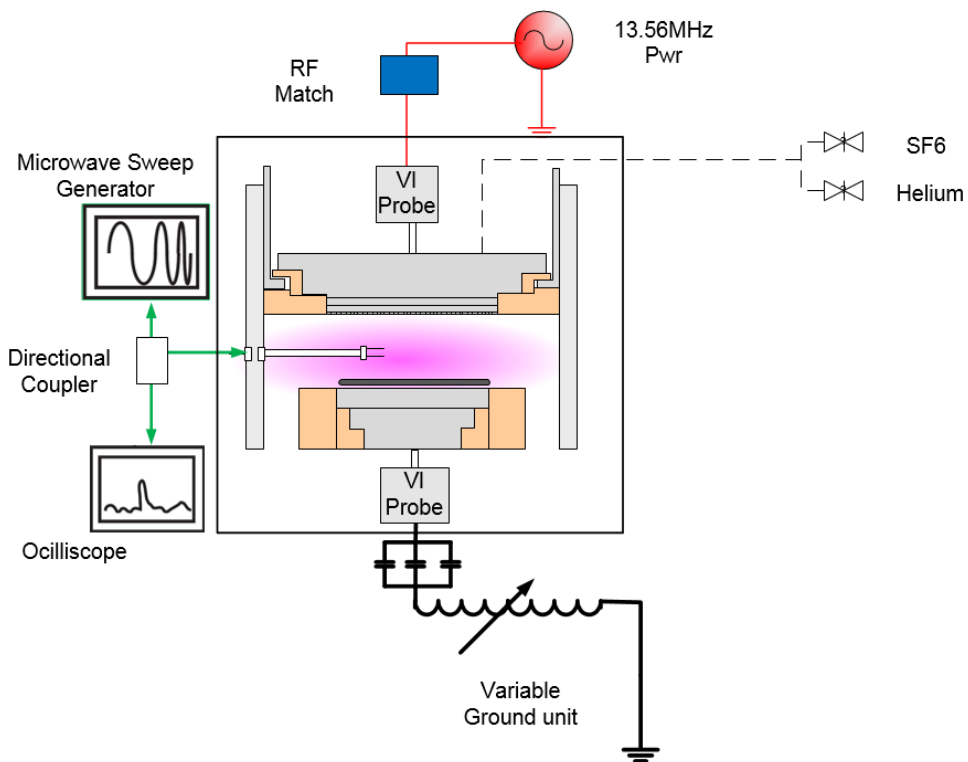 13.56MHz
Pwr
RF
Match
Microwave Sweep
Generator
VI
Probe
SF6
Helium
Directional
Coupler
VI
Probe
Ocilliscope
Variable
Ground unit